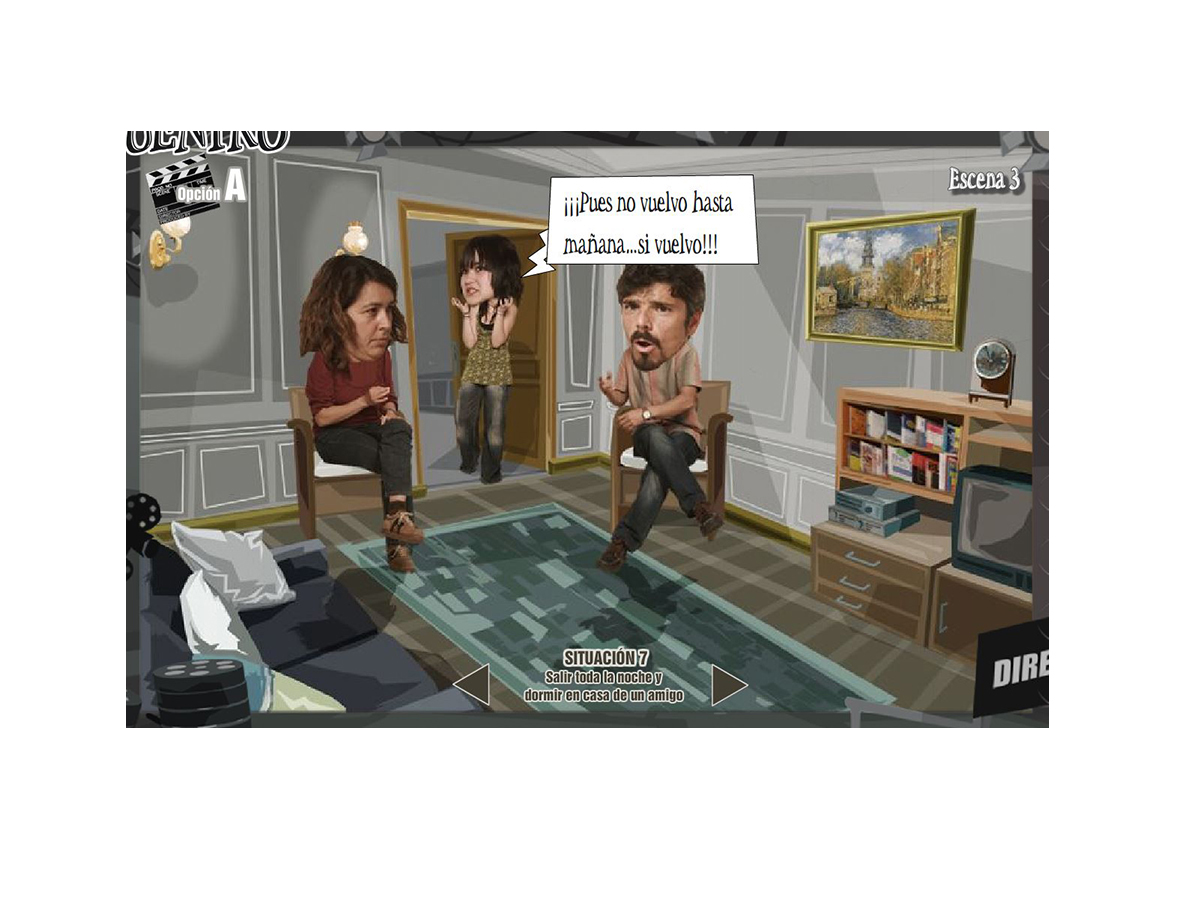 Opción A
Escena 3
¡¡¡Pues no vuelvo hasta
mañana...si vuelvo!!!
SITUACIÓN 7
Salir toda la noche y
dormir en casa de un amigo
DIRE